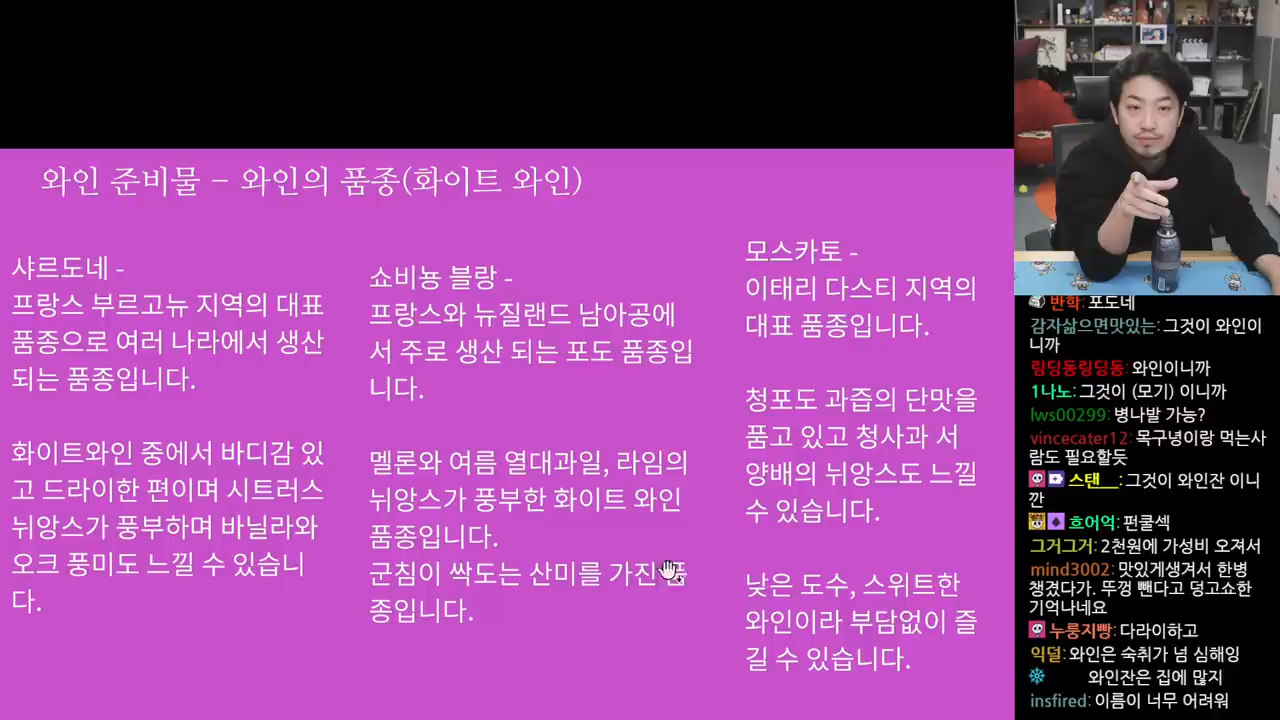 와인 준비물 - 와인의 품종(화이트 와인)
샤르도네 -
프랑스 부르고뉴 지역의 대표
품종으로 여러 나라에서 생산
되는 품종입니다.
화이트와인 중에서 바디감 있
고 드라이한 편이며 시트러스
뉘앙스가 풍부하며 바닐라와
오크 풍미도 느낄 수 있습니
다.
쇼비뇽 블랑 -
프랑스와 뉴질랜드 남아공에
서 주로 생산 되는 포도 품종입
니다.
멜론와 여름 열대과일, 라임의
뉘앙스가 풍부한 화이트 와인
품종입니다.
군침이 싹도는 산미를 가진 품
종입니다.
모스카토 -
이태리 다스티 지역의
대표 품종입니다.
청포도 과즙의 단맛을
품고 있고 청사과 서
양배의 뉘앙스도 느낄
수 있습니다.
낮은 도수, 스위트한
와인이라 부담없이 즐
길 수 있습니다.
반학: 포도네
감자삶으면맛있는: 그것이 와인이
니까
링딩동링딩동: 와인이니까
1나노: 그것이 (모기) 이니까
lws00299: 병나발 가능?
vincecater12: 목구녕이랑 먹는사
람도 필요할듯
스탠__: 그것이 와인잔 이니
깐
흐어억: 펀쿨섹
그거그거: 2천원에 가성비 오져서
mind3002: 맛있게생겨서 한병
챙겼다가. 뚜껑 뺀다고 덩고쇼한
기억나네요
누룽지빵: 다라이하고
익덜: 와인은 숙취가 넘 심해잉
와인잔은 집에 많지
insfired: 이름이 너무 어려워